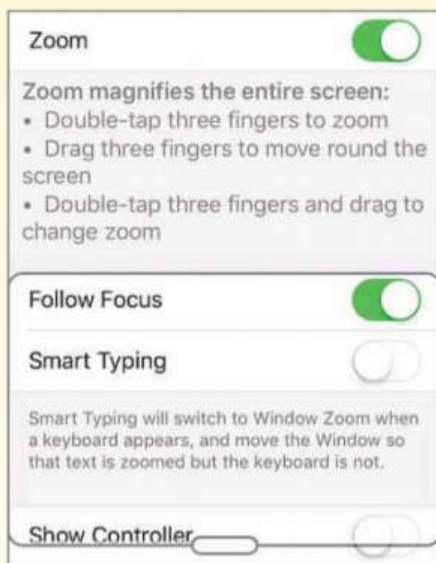 Zoom
Zoom magnifies the entire screen:
• Double-tap three fingers to zoom
• Drag three fingers to move round the
screen
• Double-tap three fingers and drag to
change zoom
Follow Focus
Smart Typing
Smart Typing will switch to Window Zoom when
a keyboard appears, and move the Window so
that text is zoomed but the keyboard is not.
Show Controller